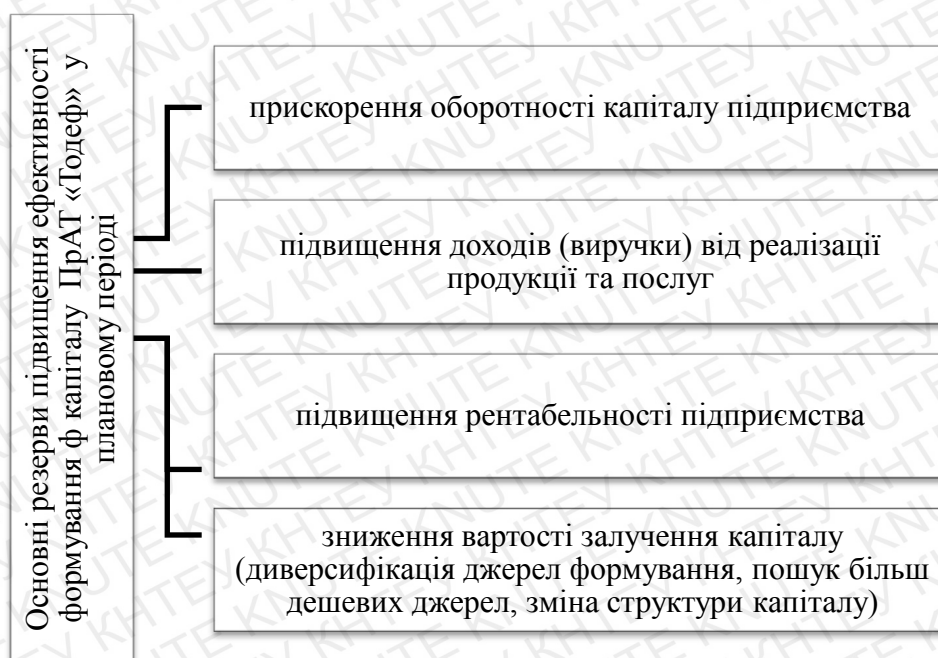 Основні резерви підвищення ефективності
формування ф капіталу ПрАТ «Тодеф» у
плановому періоді
прискорення оборотності капіталу підприємства
підвищення доходів (виручки) від реалізації
продукції та послуг
підвищення рентабельності підприємства
зниження вартості залучення капіталу
(диверсифікація джерел формування, пошук більш
дешевих джерел, зміна структури капіталу)